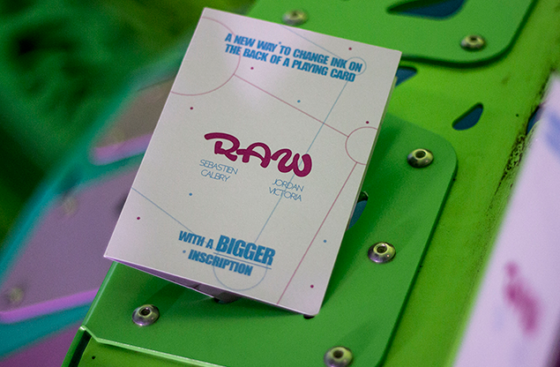 A NEW WAY TO CHANGE INK ON
THE BACK OF A PLAYING CARD
RAW
SEBASTIEN
CALBRY
JORDAN
VICTORIA
WITH A BIGGER
INSCRIPTION